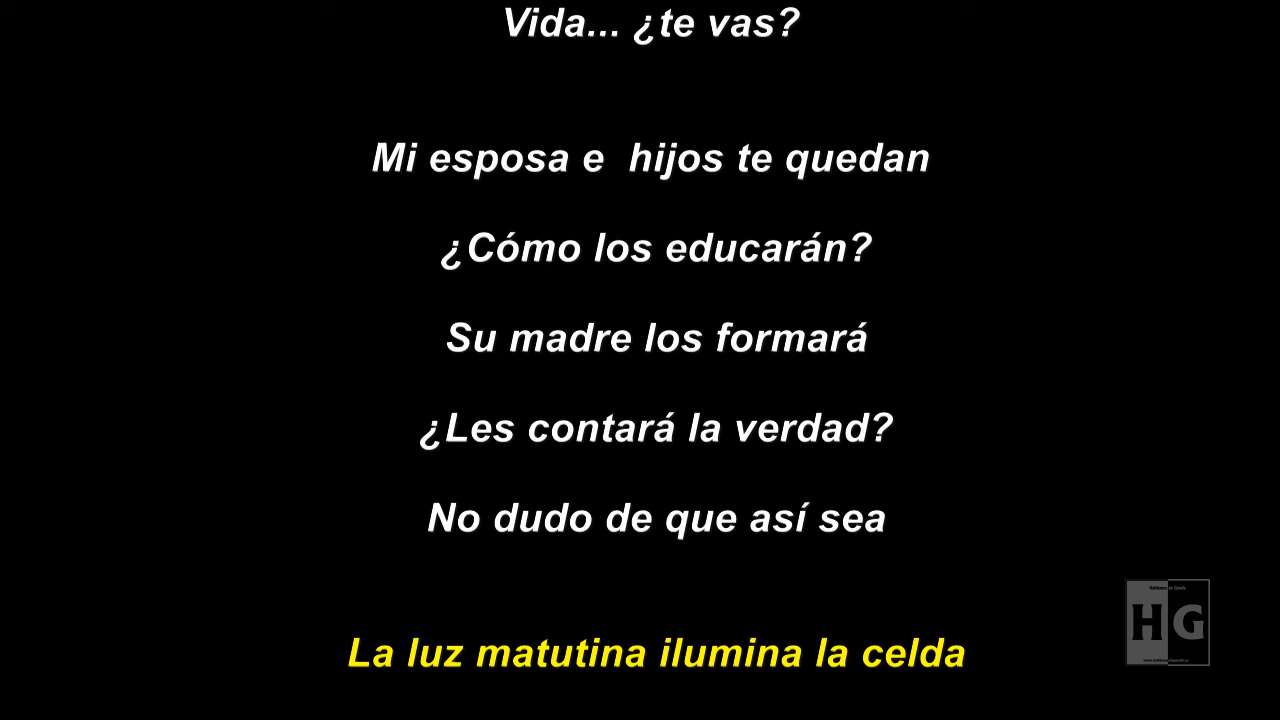 Vida... ¿te vas?
Mi esposa e hijos te quedan
¿Cómo los educarán?
Su madre los formará
¿Les contará la verdad?
No dudo de que así sea
La luz matutina ilumina la celda
HG